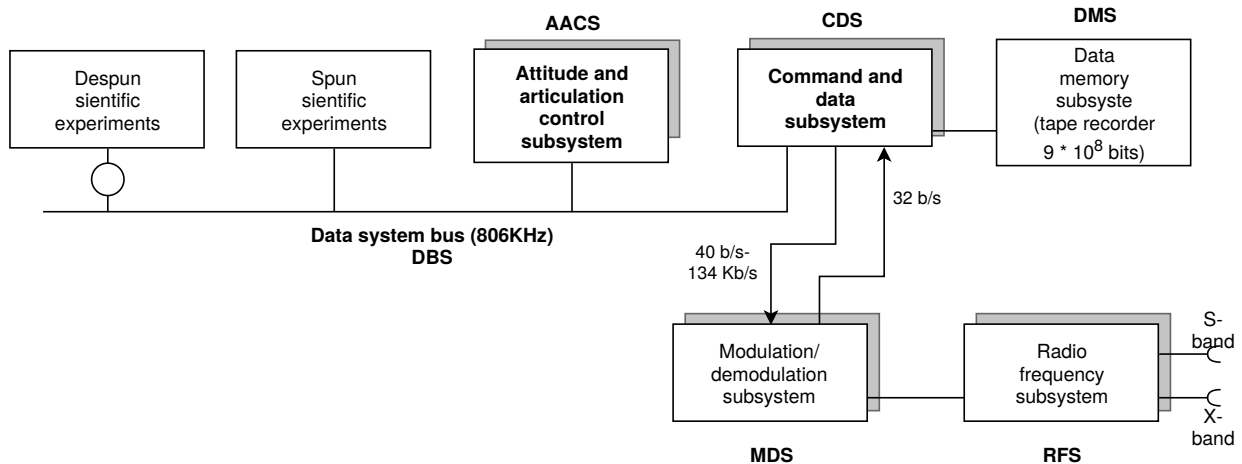 AACS
CDS
DMS
Despun
sientific
experiments
Spun
sientific
experiments
Attitude and
articulation
control
subsystem
Command and
data
subsystem
Data
memory
subsyste
(tape recorder
9 * 10⁸ bits)
32 b/s
Data system bus (806KHz)
DBS
40 b/s-
134 Kb/s
Modulation/
demodulation
subsystem
Radio
frequency
subsystem
S-
band
X-
band
MDS
RFS